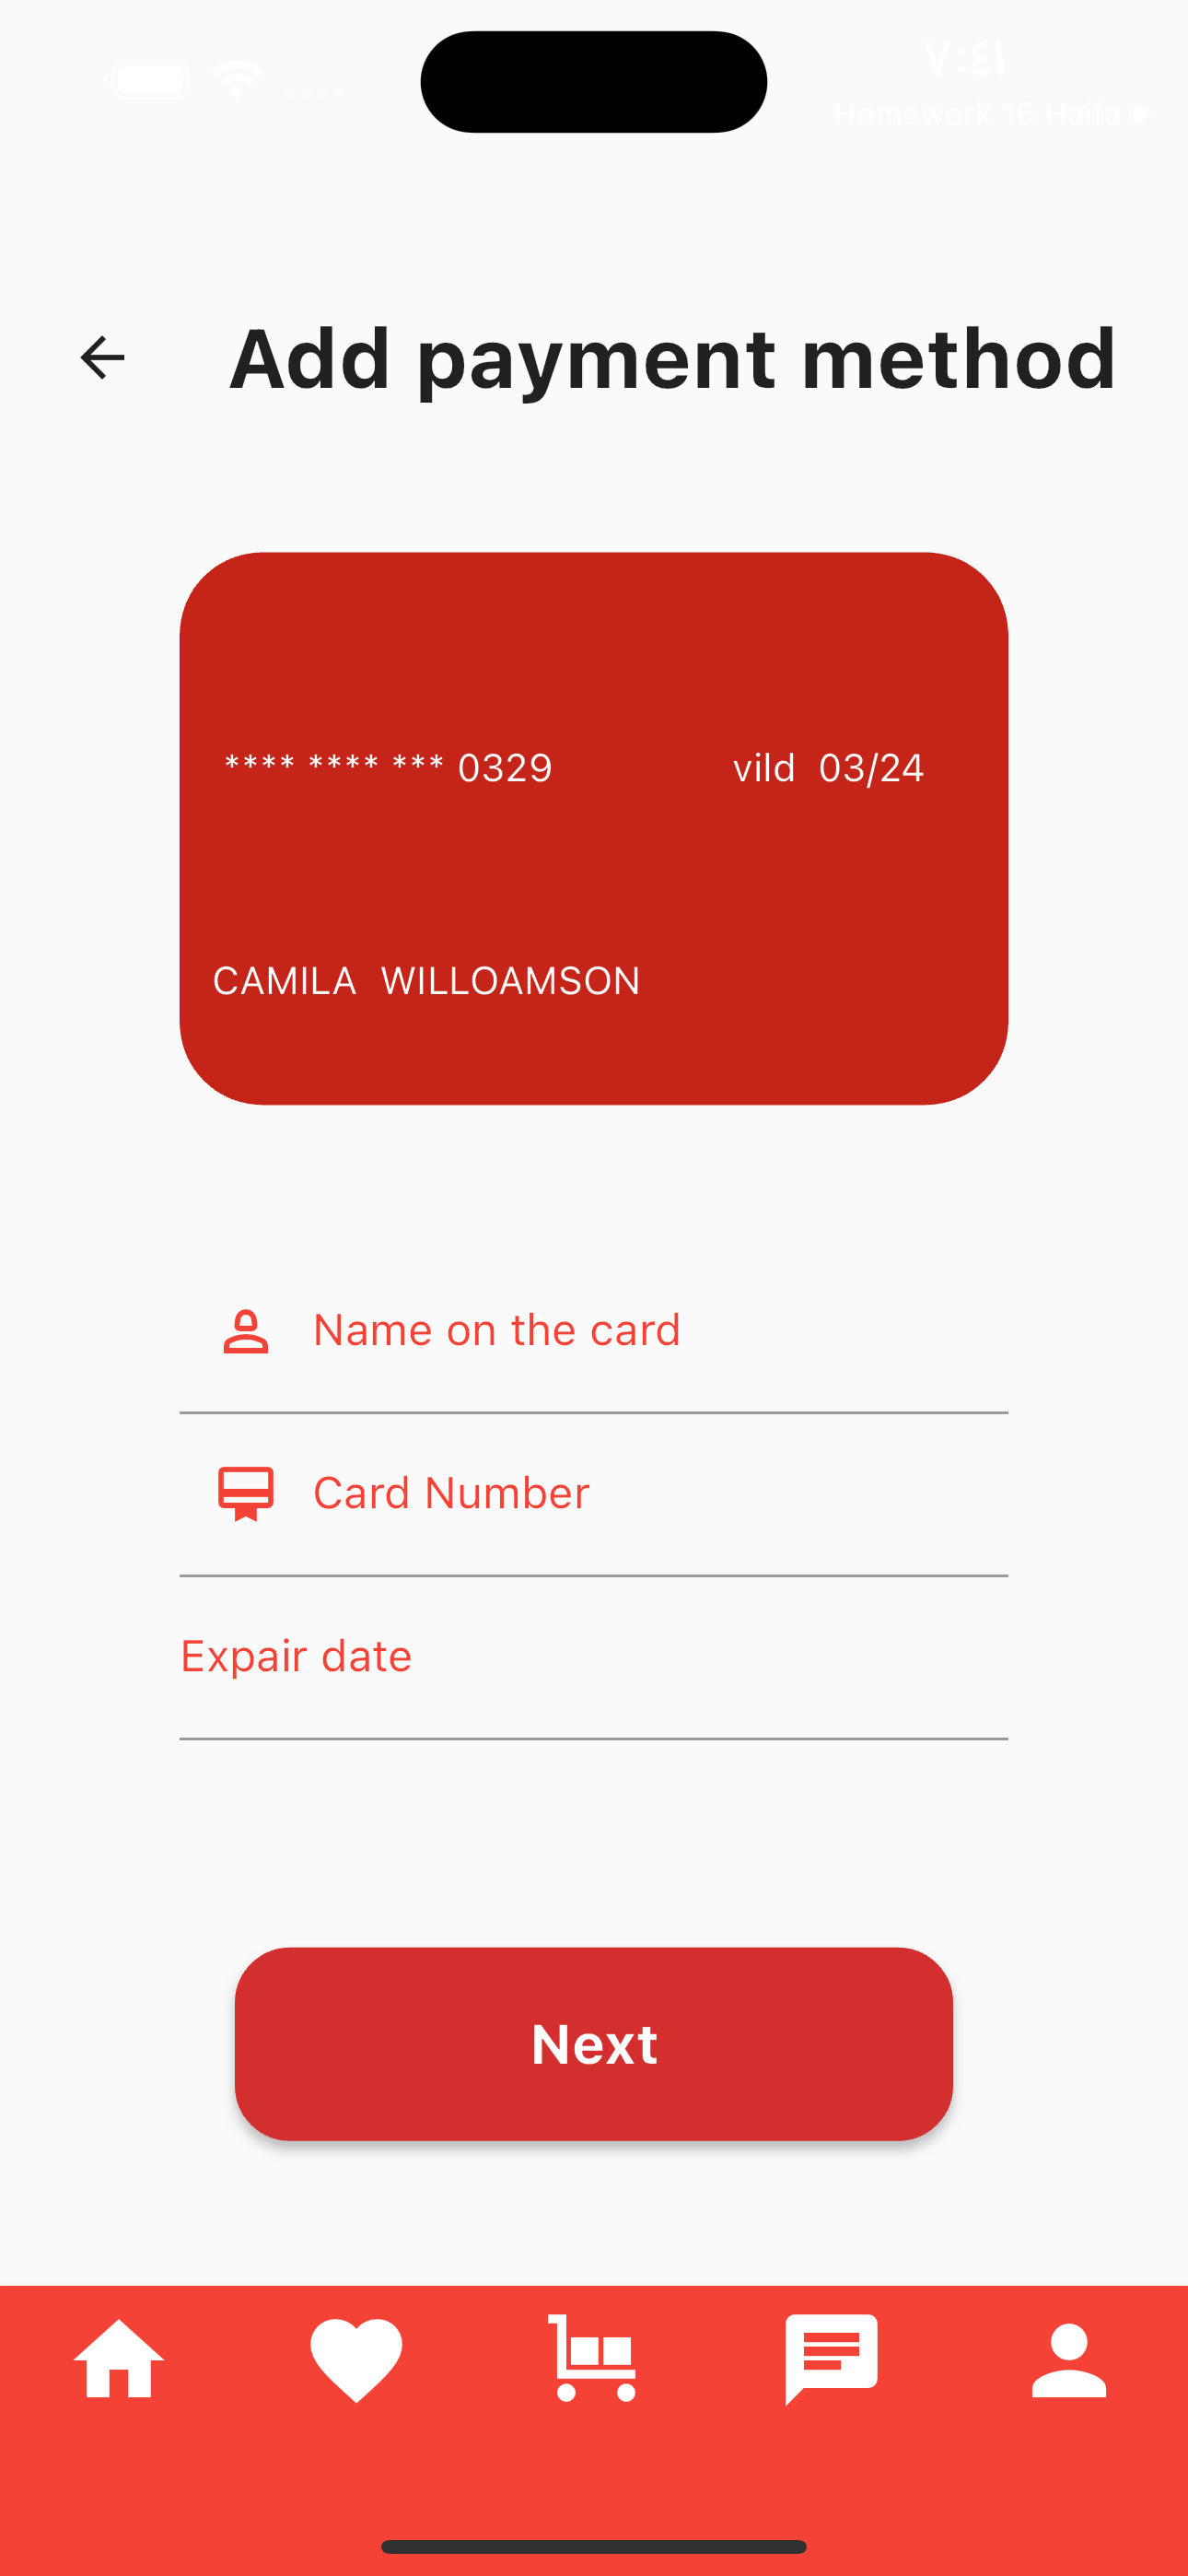 ٧:٤١
Homework 16 Haifa ▶
Add payment method
**** **** *** 0329 vild 03/24
CAMILA WILLOAMSON
Name on the card
Card Number
Expair date
Next